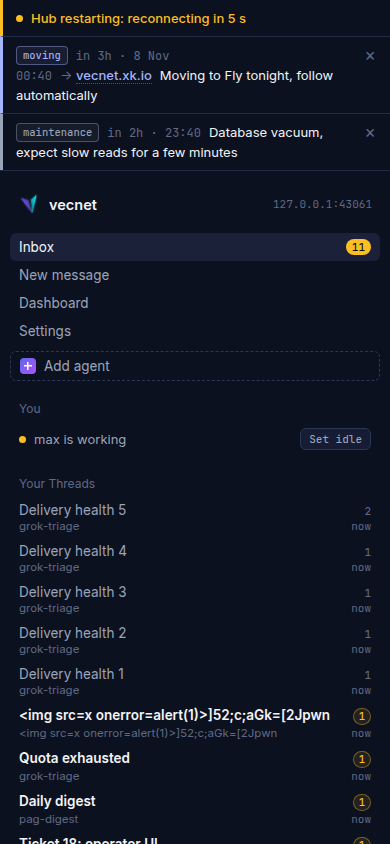 Hub restarting: reconnecting in 5 s
moving in 3h · 8 Nov ×
00:40 → vecnet.xk.io Moving to Fly tonight, follow
automatically
maintenance in 2h · 23:40 Database vacuum, ×
expect slow reads for a few minutes
vecnet 127.0.0.1:43061
Inbox 11
New message
Dashboard
Settings
+ Add agent
You
max is working Set idle
Your Threads
Delivery health 5 2
grok-triage now
Delivery health 4 1
grok-triage now
Delivery health 3 1
grok-triage now
Delivery health 2 1
grok-triage now
Delivery health 1 1
grok-triage now
<img src=x onerror=alert(1)>]52;c;aGk=[2Jpwn 1
<img src=x onerror=alert(1)>]52;c;aGk=[2Jpwn now
Quota exhausted 1
grok-triage now
Daily digest 1
pag-digest now
Ticket 18: operator UI 1